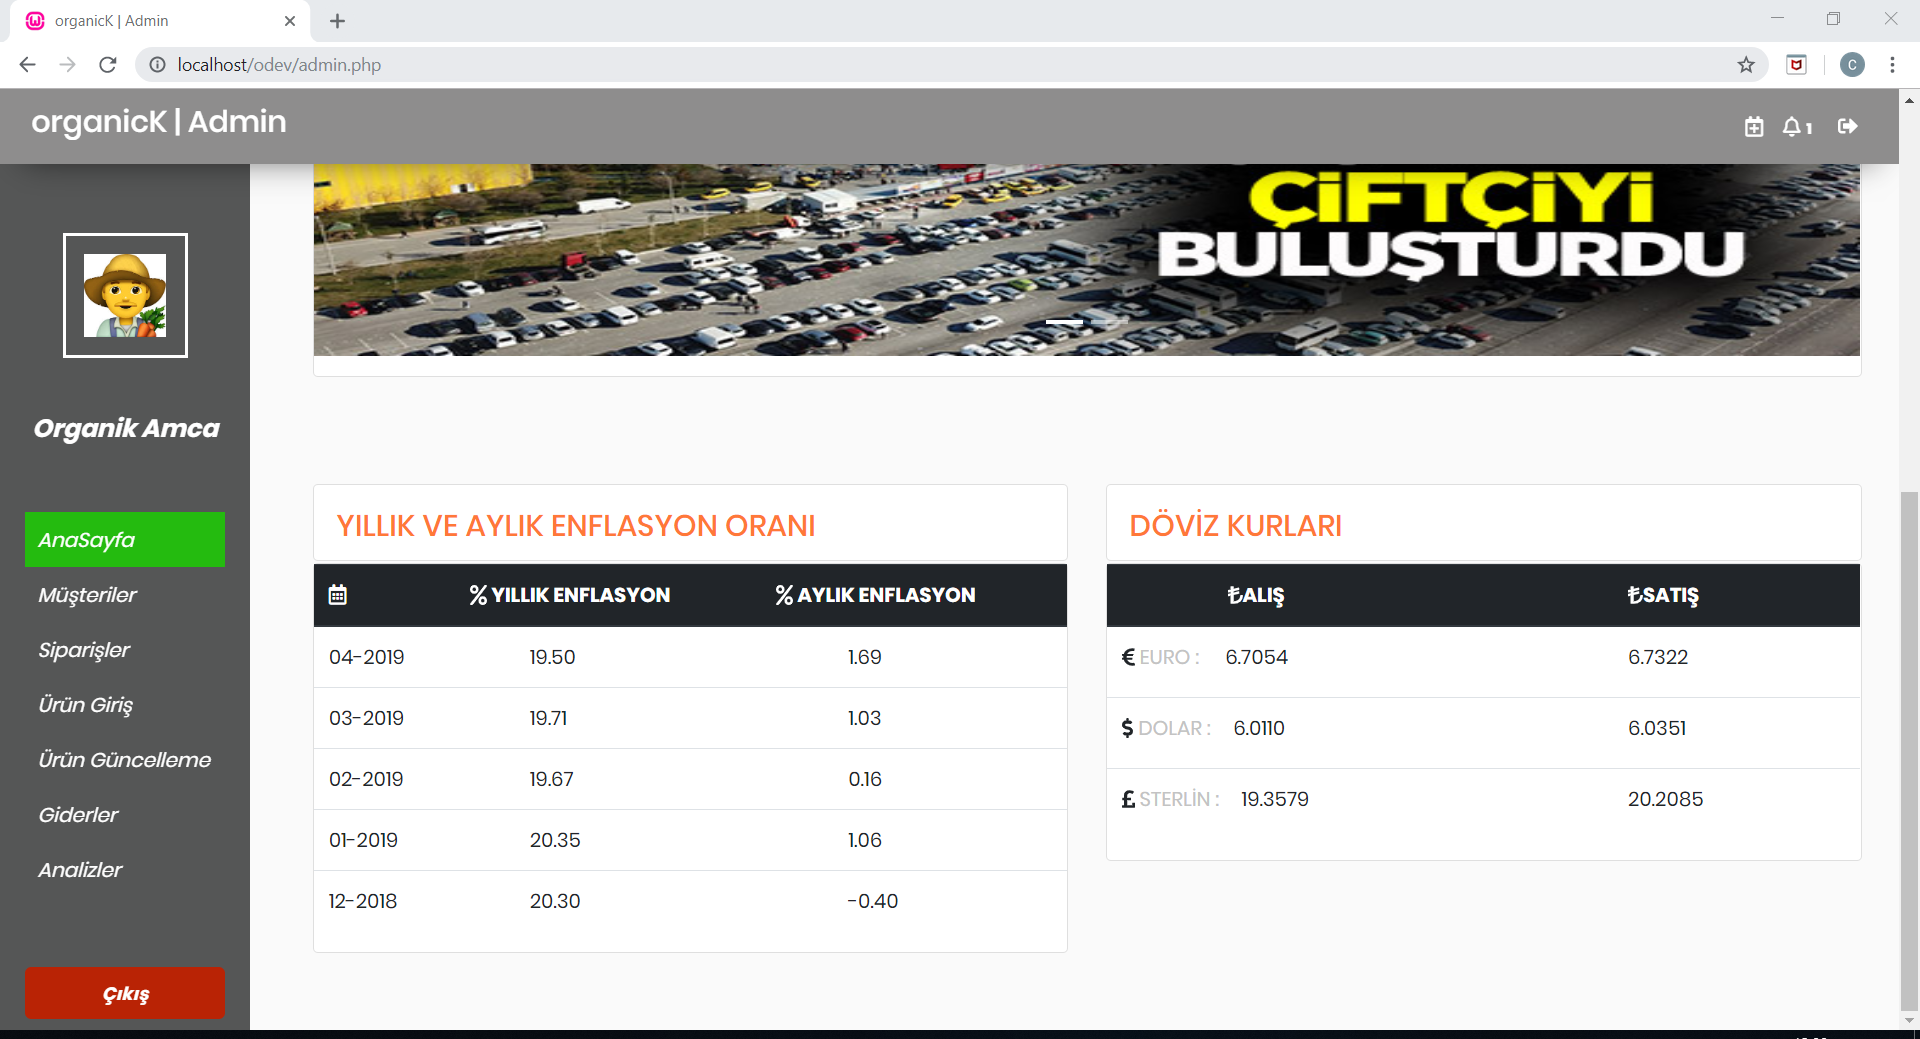 organicK | Admin
localhost/odev/admin.php
C
organicK | Admin
1
ÇİFTÇİYİ
BULUŞTURDU
Organik Amca
AnaSayfa
Müşteriler
Siparişler
Ürün Giriş
Ürün Güncelleme
Giderler
Analizler
Çıkış
YILLIK VE AYLIK ENFLASYON ORANI
% YILLIK ENFLASYON % AYLIK ENFLASYON
04-2019 19.50 1.69
03-2019 19.71 1.03
02-2019 19.67 0.16
01-2019 20.35 1.06
12-2018 20.30 -0.40
DÖVİZ KURLARI
₺ALIŞ ₺SATIŞ
€ EURO : 6.7054 6.7322
$ DOLAR : 6.0110 6.0351
£ STERLİN : 19.3579 20.2085